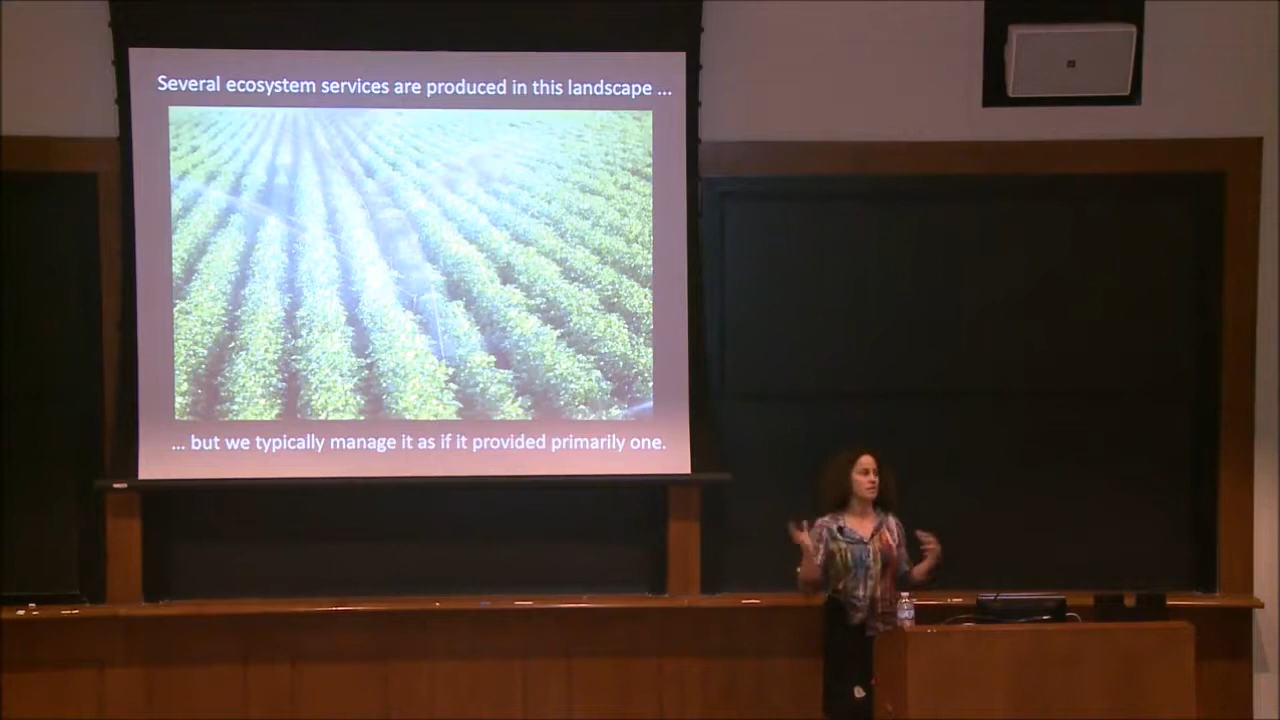 Several ecosystem services are produced in this landscape ...
... but we typically manage it as if it provided primarily one.